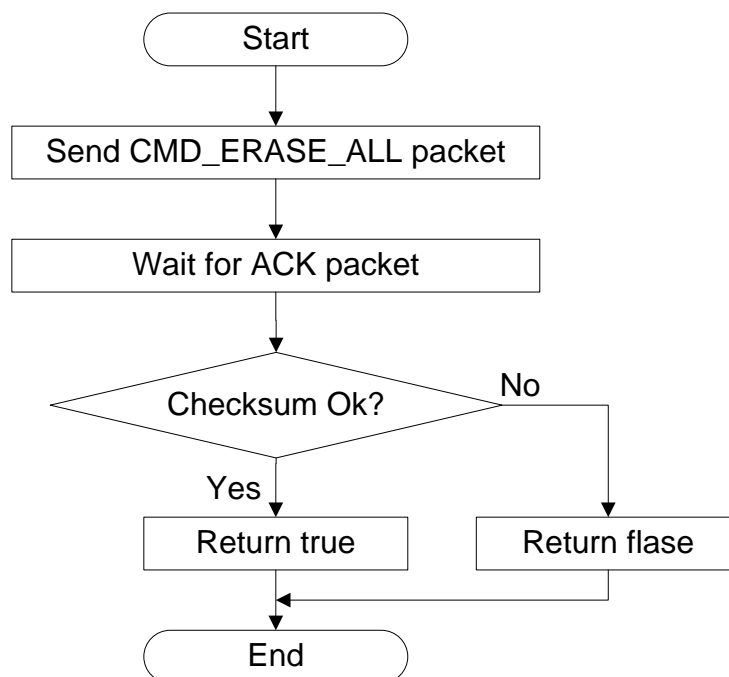 Start
Send CMD_ERASE_ALL packet
Wait for ACK packet
Checksum Ok?
No
Yes
Return true
Return flase
End